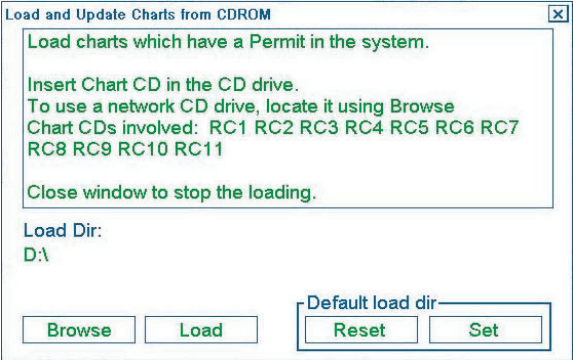 Load and Update Charts from CDROM
Load charts which have a Permit in the system.
Insert Chart CD in the CD drive.
To use a network CD drive, locate it using Browse
Chart CDs involved: RC1 RC2 RC3 RC4 RC5 RC6 RC7
RC8 RC9 RC10 RC11
Close window to stop the loading.
Load Dir:
D:\
Default load dir
Browse Load Reset Set